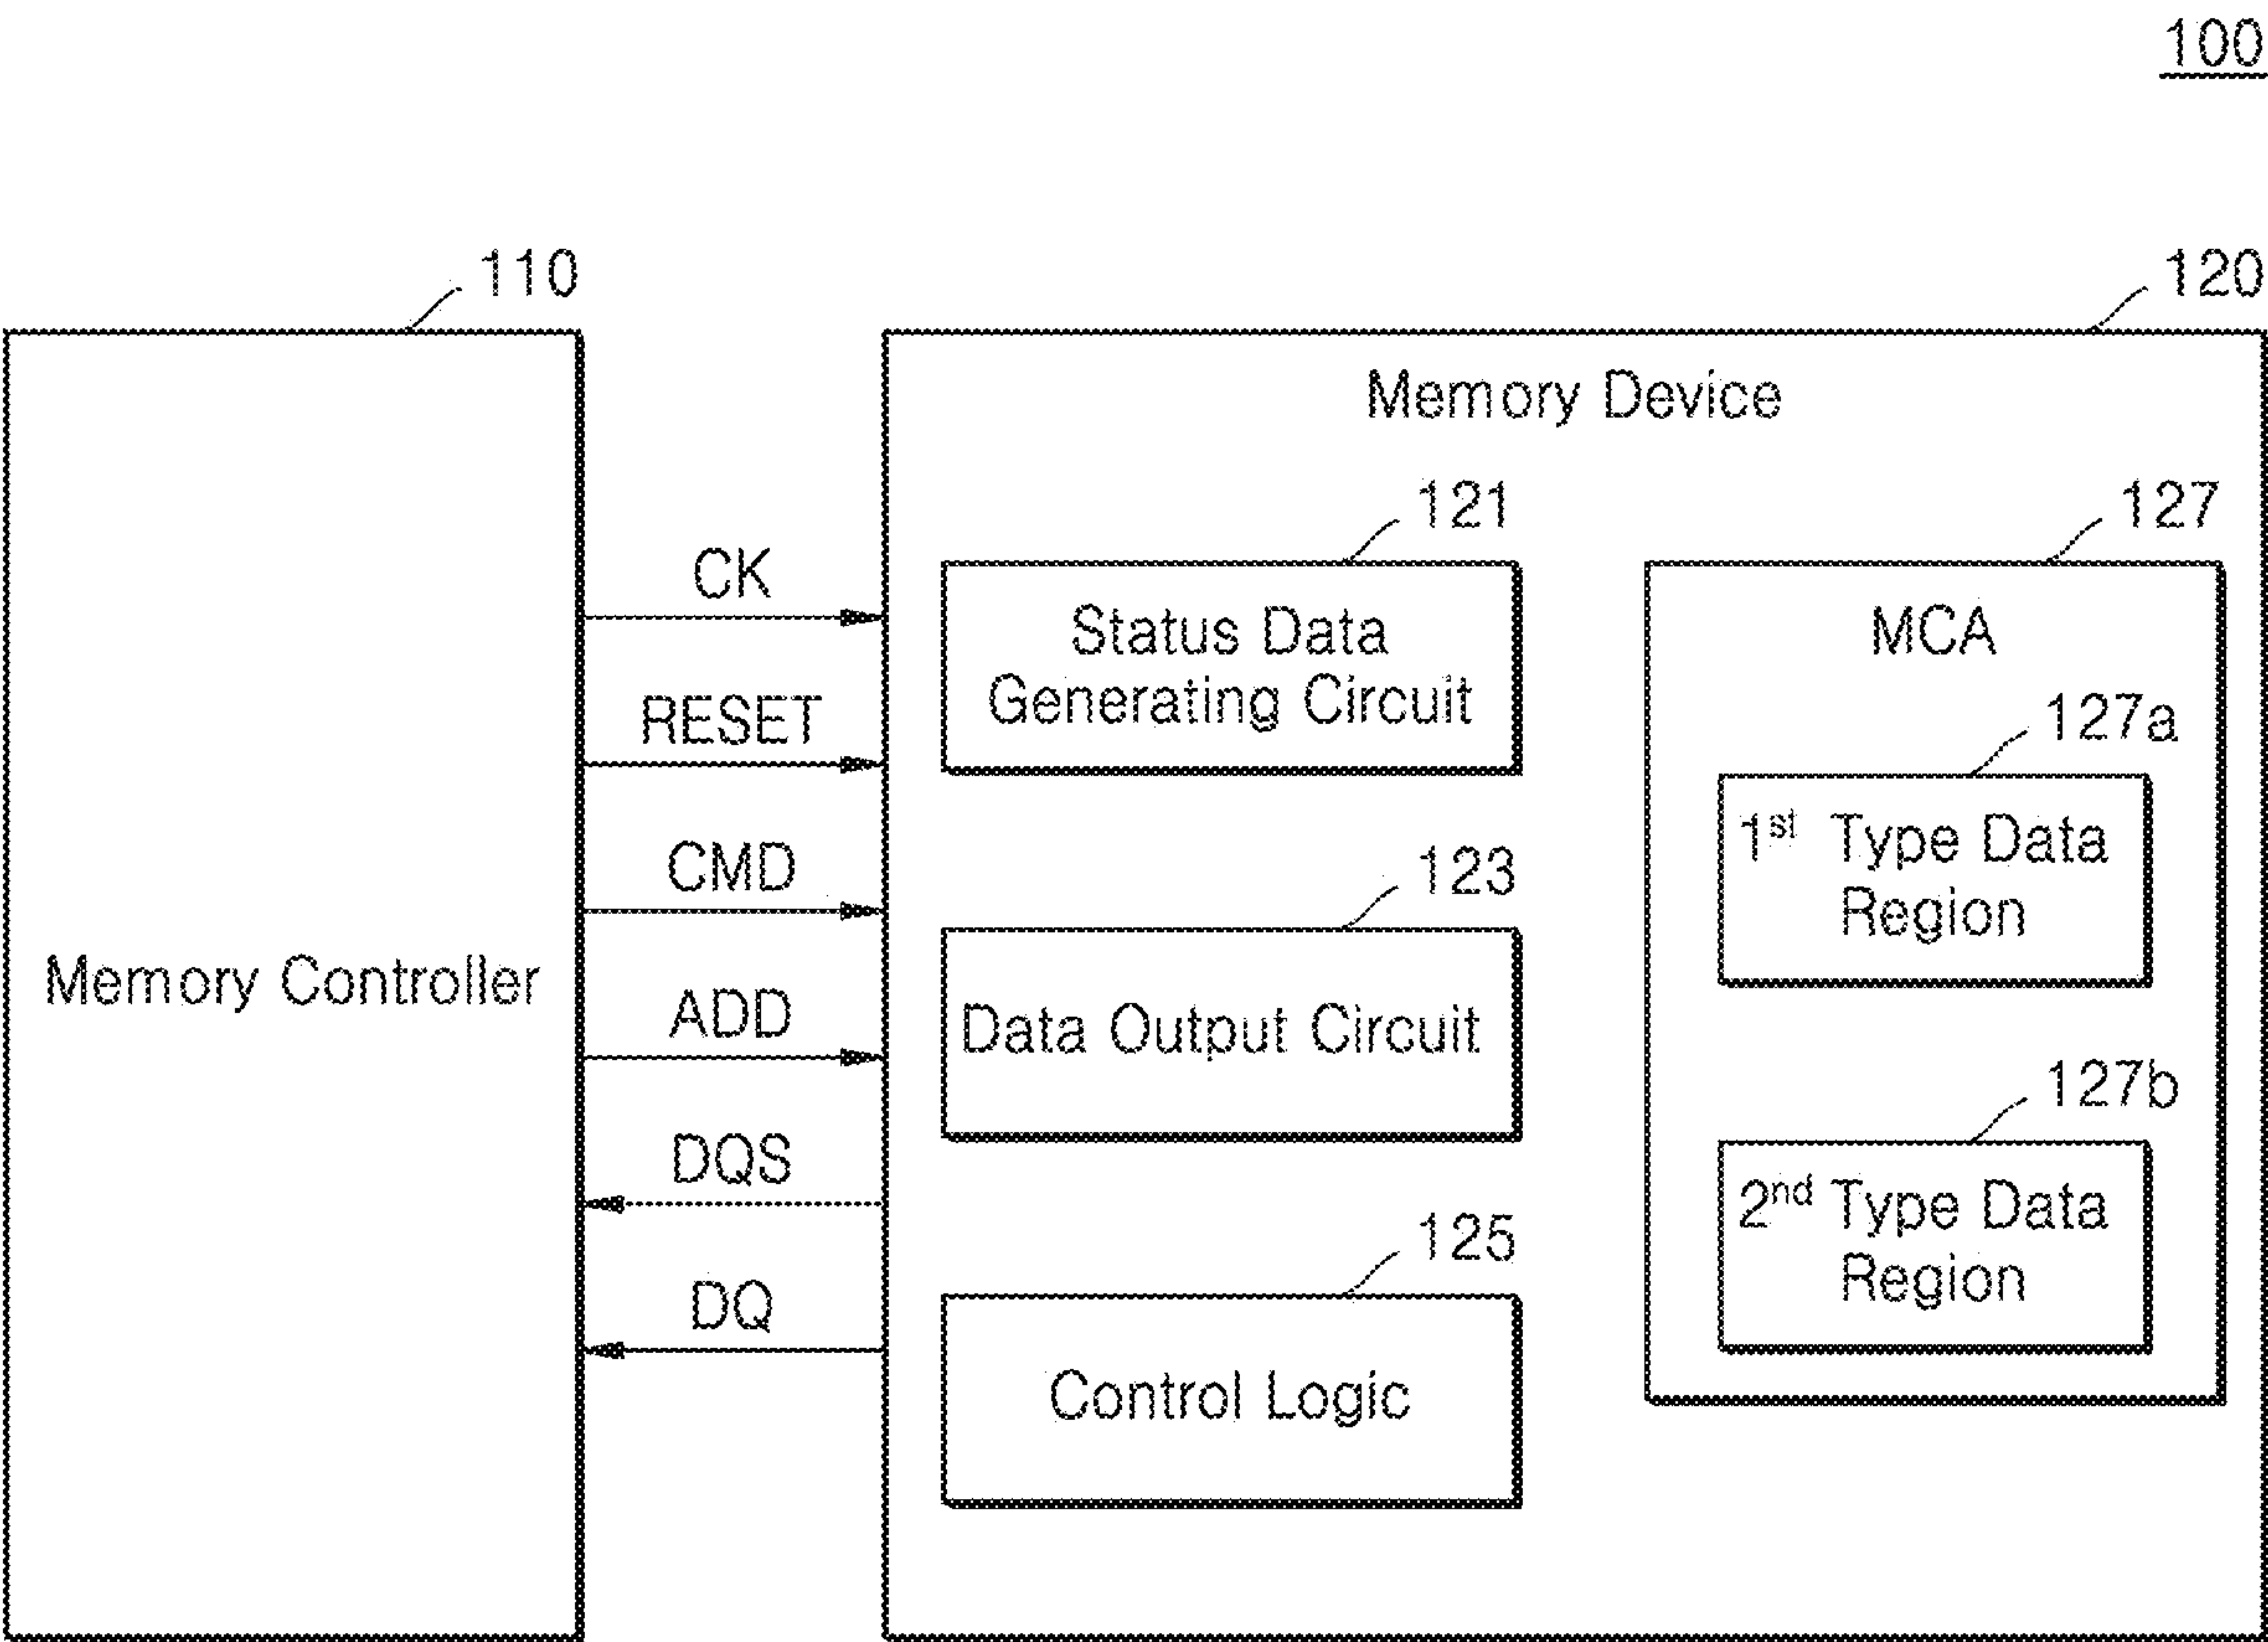 100
110
120
Memory Device
121
127
CK
Status Data
Generating Circuit
MCA
RESET
127a
1st Type Data
Region
CMD
123
Memory Controller
ADD
Data Output Circuit
127b
DQS
2nd Type Data
Region
125
DQ
Control Logic